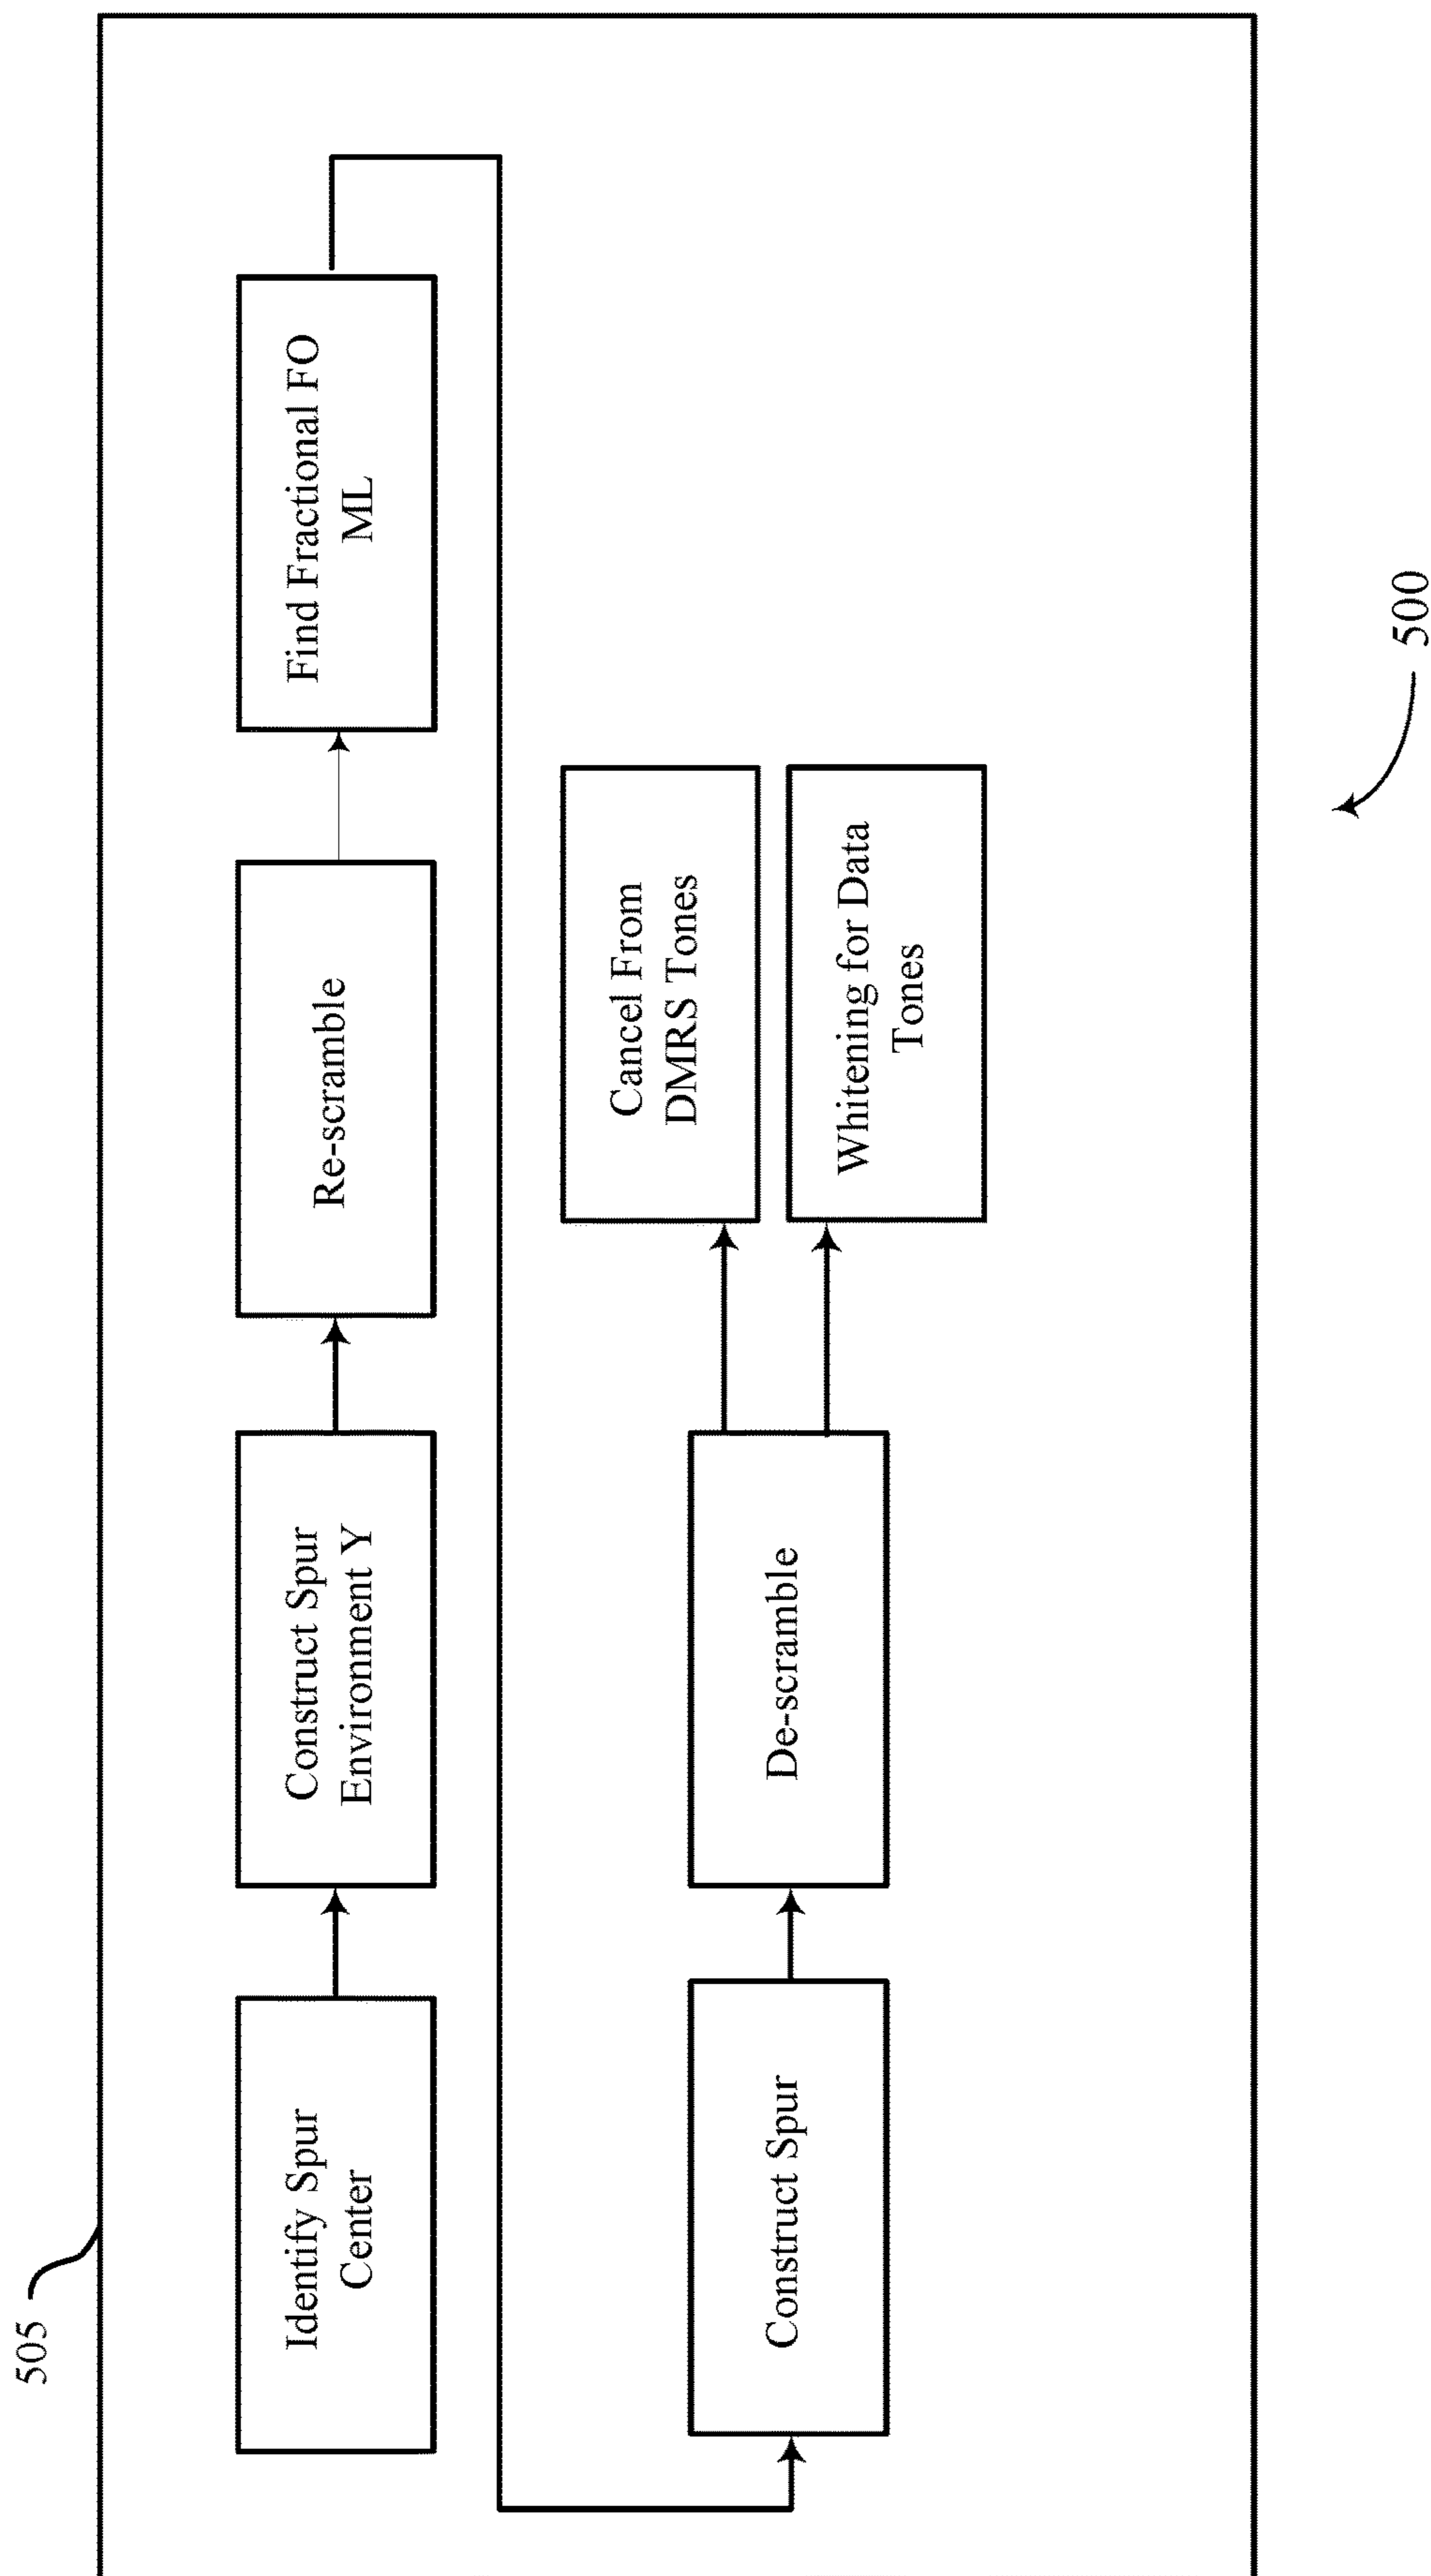 505
Identify Spur
Center
Construct Spur
Environment Y
Re-scramble
Find Fractional FO
ML
Construct Spur
De-scramble
Cancel From
DMRS Tones
Whitening for Data
Tones
500